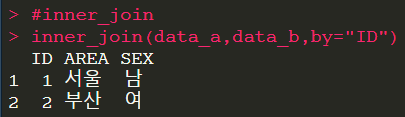 > #inner_join
> inner_join(data_a,data_b,by="ID")
  ID AREA SEX
1  1 서울  남
2  2 부산  여